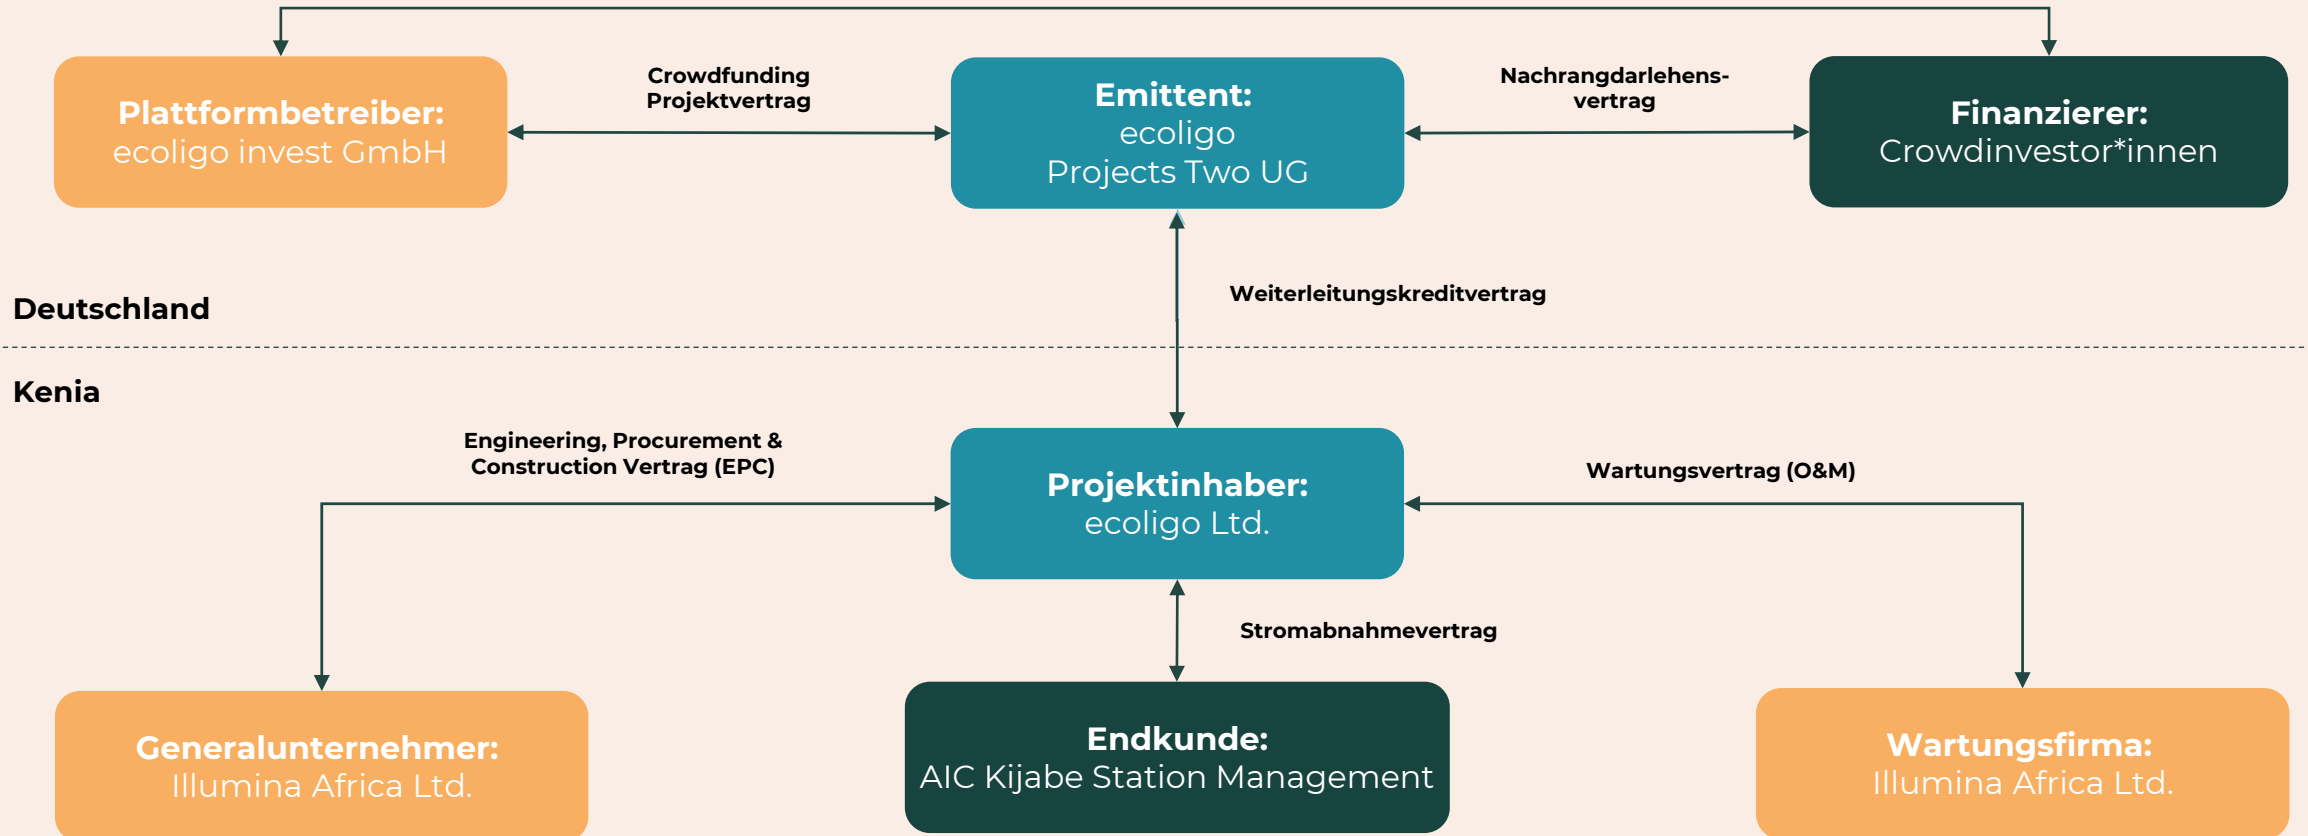 Crowdfunding
Projektvertrag
Nachrangdarlehens-
vertrag
Plattformbetreiber:
ecoligo invest GmbH
Emittent:
ecoligo
Projects Two UG
Finanzierer:
Crowdinvestor*innen
Weiterleitungskreditvertrag
Deutschland
Kenia
Engineering, Procurement &
Construction Vertrag (EPC)
Projektinhaber:
ecoligo Ltd.
Wartungsvertrag (O&M)
Stromabnahmevertrag
Generalunternehmer:
Illumina Africa Ltd.
Endkunde:
AIC Kijabe Station Management
Wartungsfirma:
Illumina Africa Ltd.